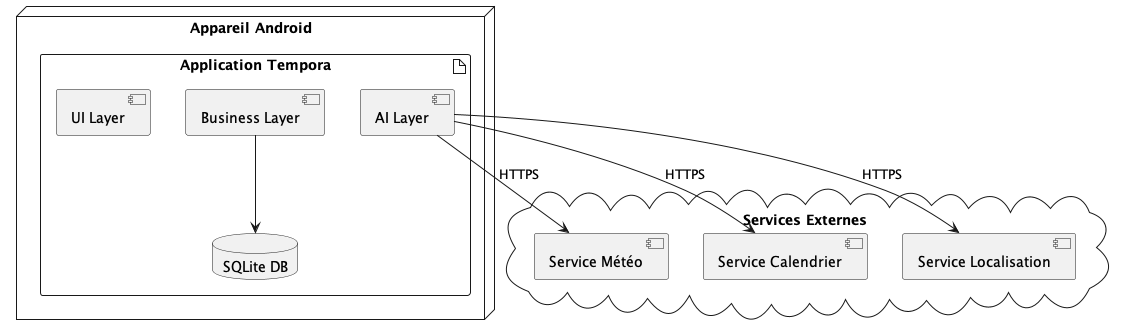 Appareil Android
Application Tempora
UI Layer
Business Layer
AI Layer
HTTPS
HTTPS
HTTPS
Services Externes
SQLite DB
Service Météo
Service Calendrier
Service Localisation